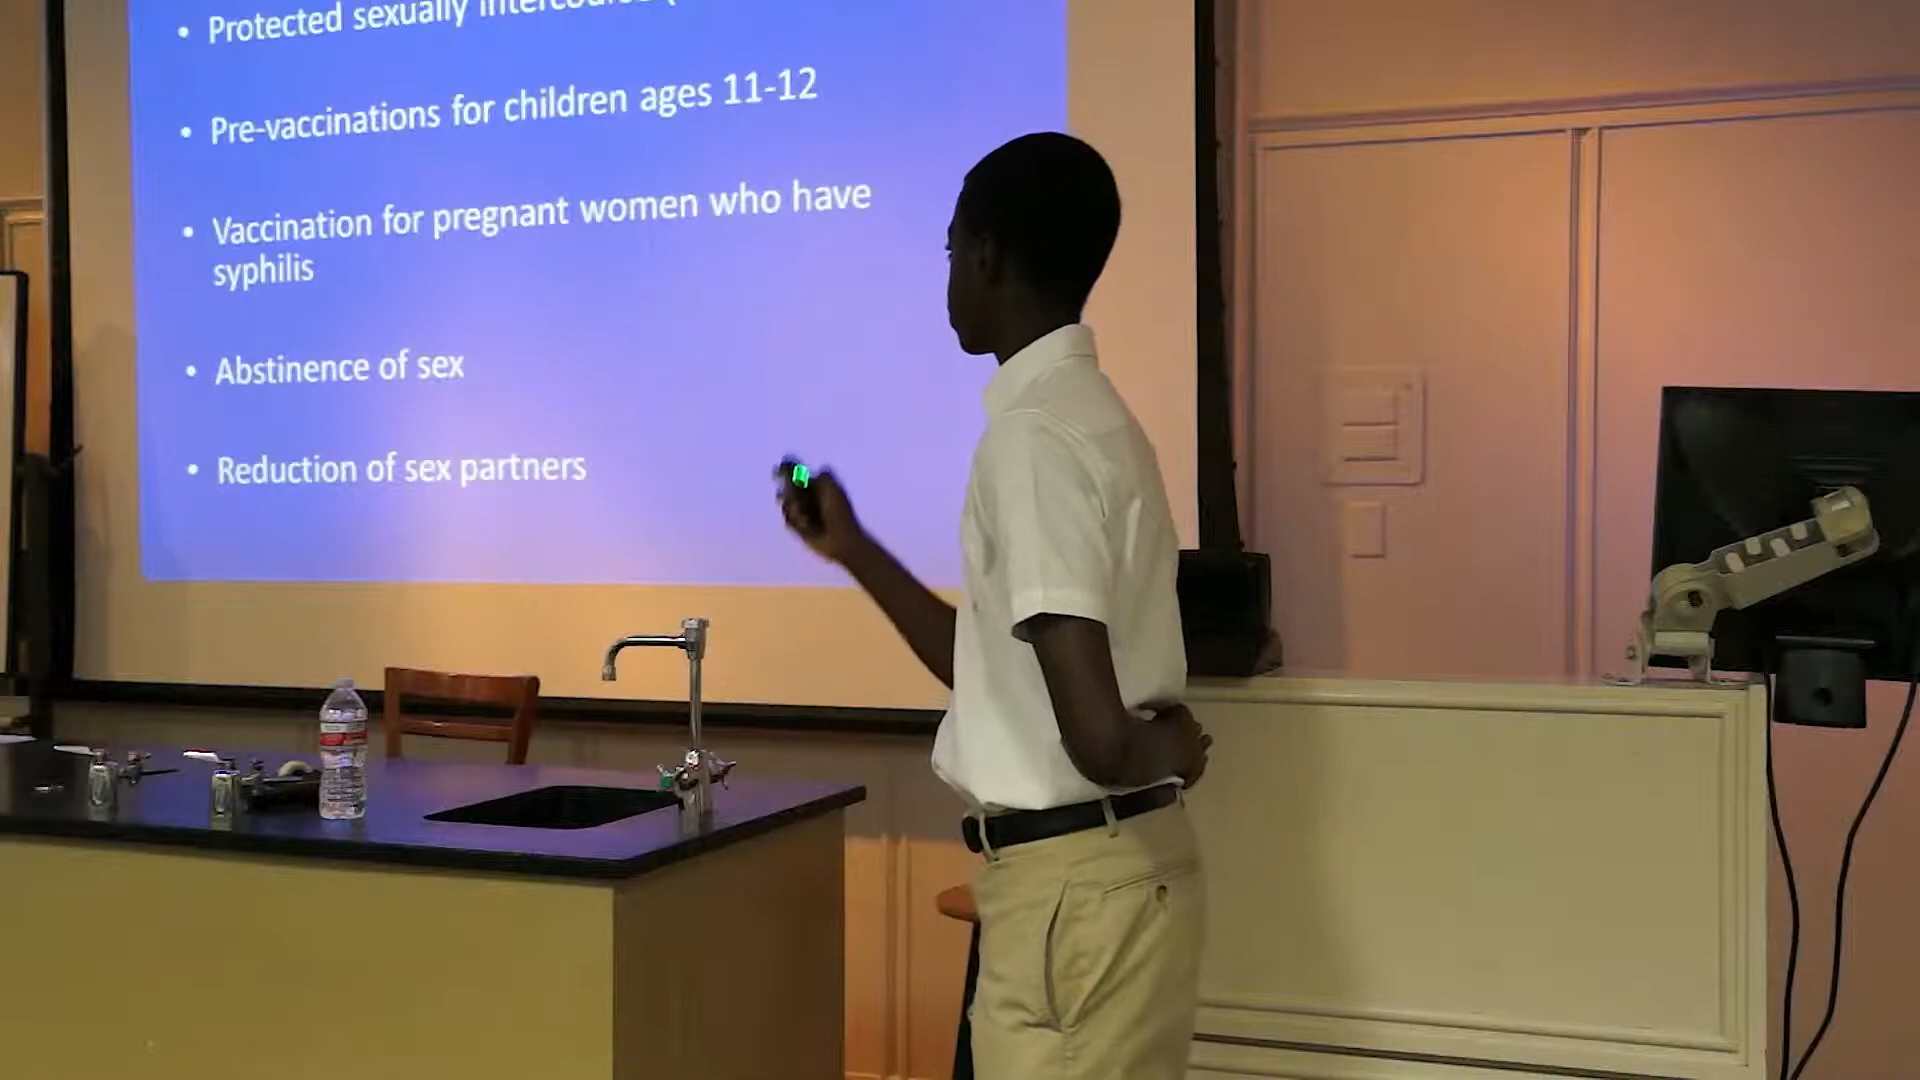 • Protected sexually
• Pre-vaccinations for children ages 11-12
• Vaccination for pregnant women who have
syphilis
• Abstinence of sex
• Reduction of sex partners